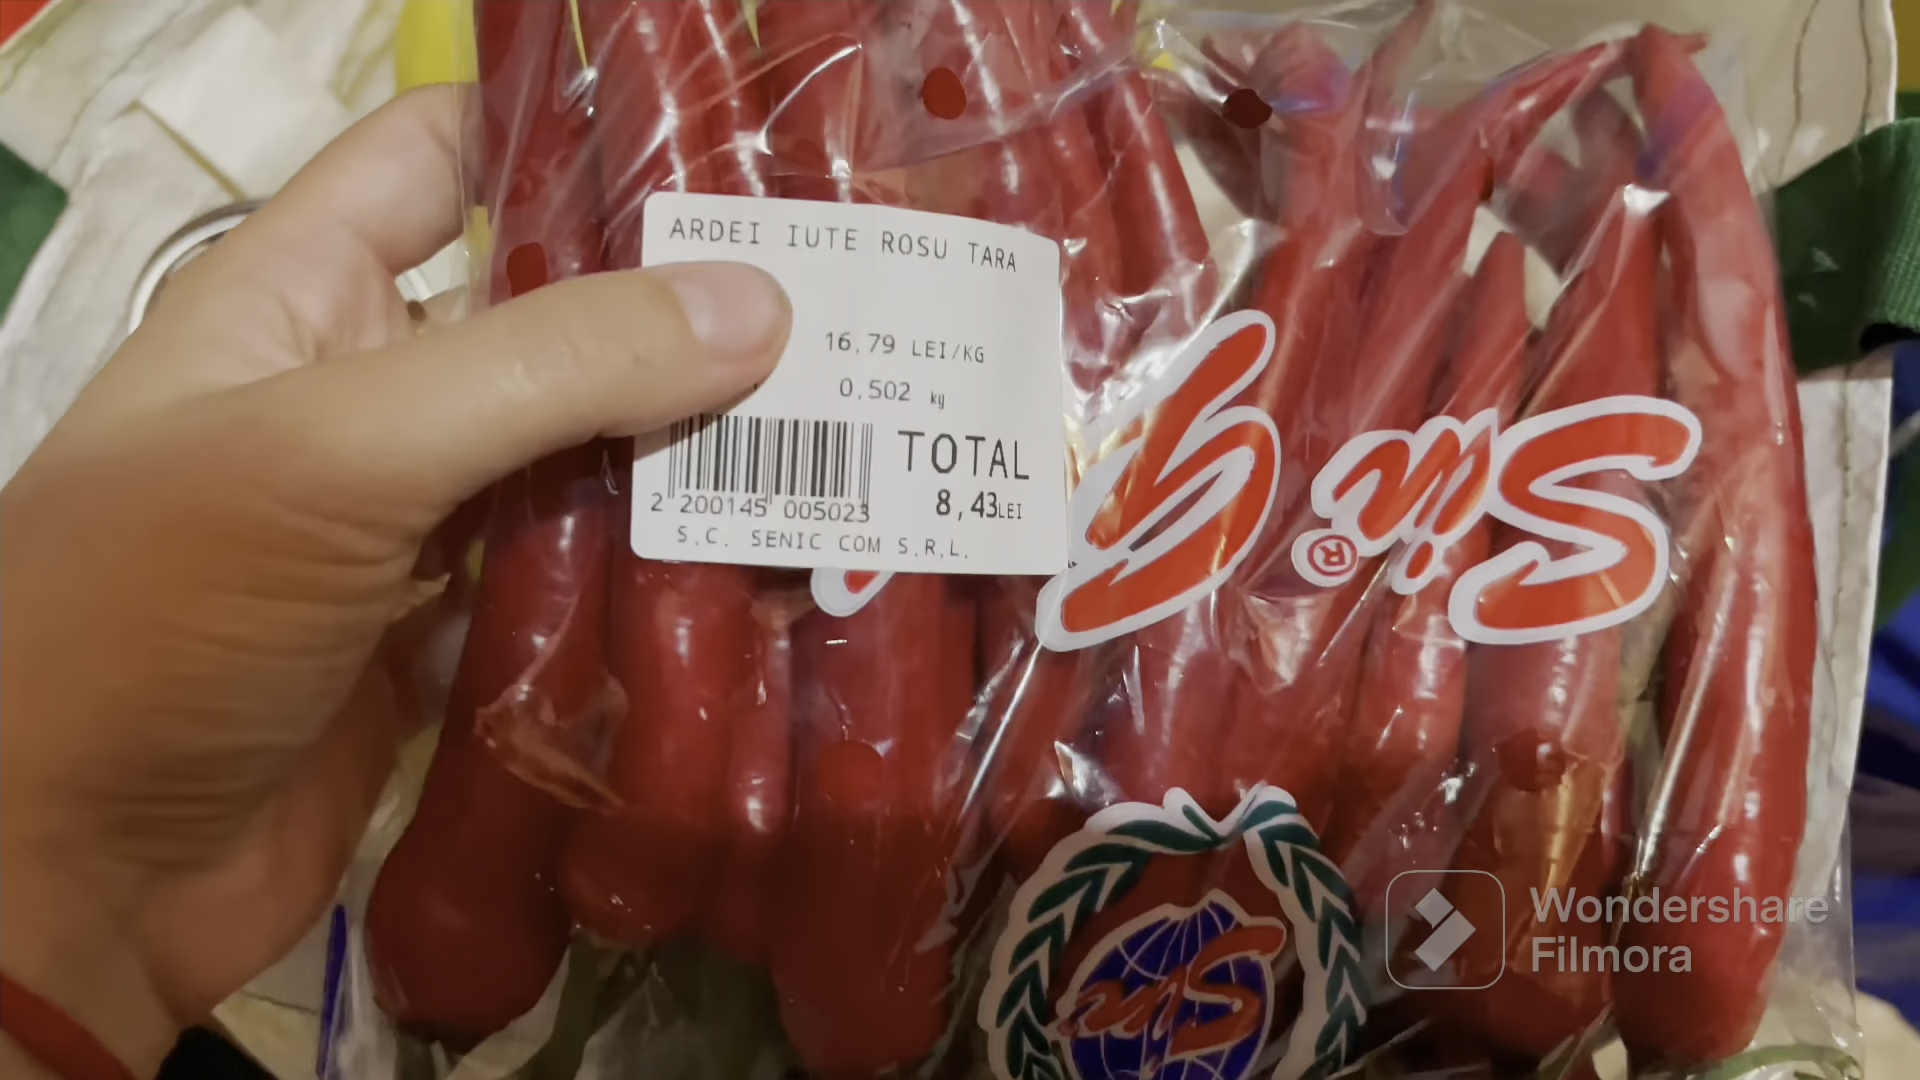 ARDEI IUTE ROSU TARA
16,79 LEI/KG
0,502 kg
TOTAL
8,43LEI
2 200145 005023
S.C. SENIC COM S.R.L.
®
Wondershare
Filmora